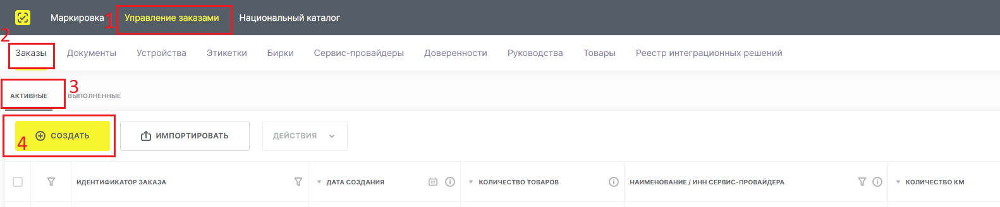 Маркировка 1 Управление заказами Национальный каталог
2
Заказы Документы Устройства Этикетки Бирки Сервис-провайдеры Доверенности Руководства Товары Реестр интеграционных решений
3
АКТИВНЫЕ ВЫПОЛНЕННЫЕ
4 СОЗДАТЬ ИМПОРТИРОВАТЬ ДЕЙСТВИЯ
ИДЕНТИФИКАТОР ЗАКАЗА ДАТА СОЗДАНИЯ КОЛИЧЕСТВО ТОВАРОВ НАИМЕНОВАНИЕ / ИНН СЕРВИС-ПРОВАЙДЕРА КОЛИЧЕСТВО КМ